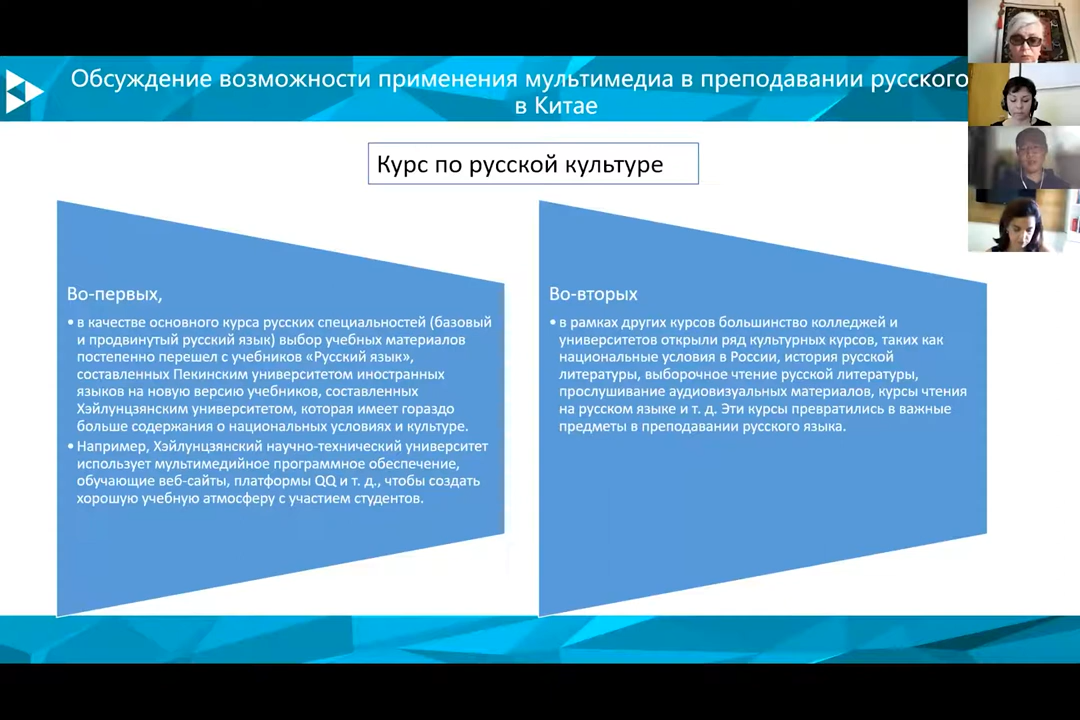 Обсуждение возможности применения мультимедиа в преподавании русского
в Китае
Курс по русской культуре
Во-первых,
• в качестве основного курса русских специальностей (базовый
и продвинутый русский язык) выбор учебных материалов
постепенно перешел с учебников «Русский язык»,
составленных Пекинским университетом иностранных
языков на новую версию учебников, составленных
Хэйлунцзянским университетом, которая имеет гораздо
больше содержания о национальных условиях и культуре.
• Например, Хэйлунцзянский научно-технический университет
использует мультимедийное программное обеспечение,
обучающие веб-сайты, платформы QQ и т. д., чтобы создать
хорошую учебную атмосферу с участием студентов.
Во-вторых
• в рамках других курсов большинство колледжей и
университетов открыли ряд культурных курсов, таких как
национальные условия в России, история русской
литературы, выборочное чтение русской литературы,
прослушивание аудиовизуальных материалов, курсы чтения
на русском языке и т. д. Эти курсы превратились в важные
предметы в преподавании русского языка.